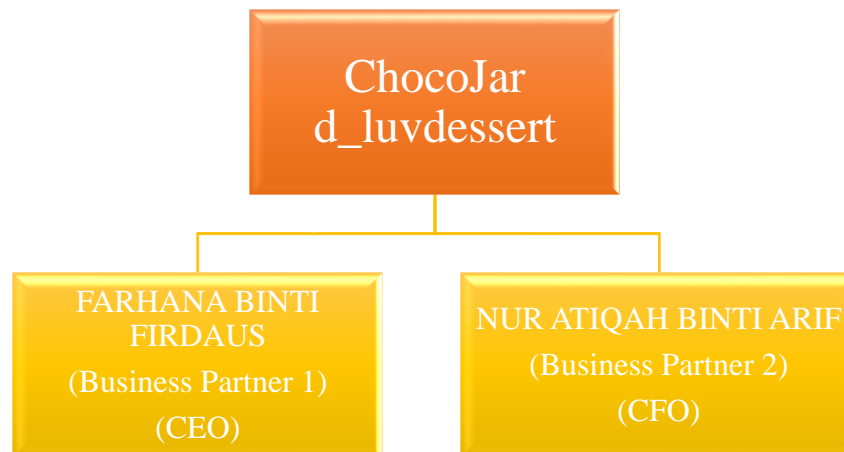 ChocoJar
d_luvdessert
FARHANA BINTI
FIRDAUS
(Business Partner 1)
(CEO)
NUR ATIQAH BINTI ARIF
(Business Partner 2)
(CFO)